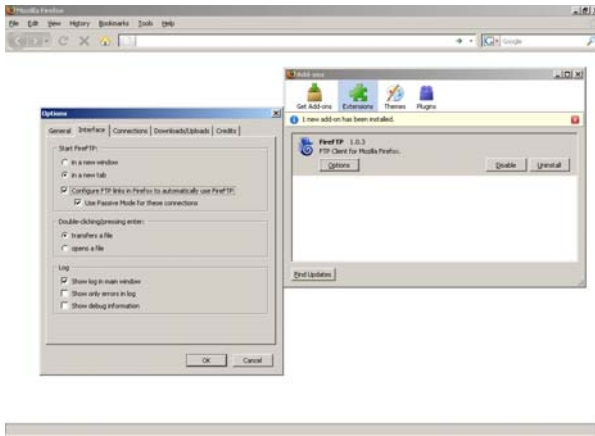 Mozilla Firefox
File Edit View History Bookmarks Tools Help
G Google
Add-ons
Get Add-ons Extensions Themes Plugins
1 new add-on has been installed.
FireFTP 1.0.3
FTP Client for Mozilla Firefox.
Options Disable Uninstall
Find Updates
Options
General Interface Connections Downloads/Uploads Credits
Start FireFTP:
in a new window
in a new tab
Configure FTP links in Firefox to automatically use FireFTP
Use Passive Mode for these connections
Double-clicking/pressing enter:
transfers a file
opens a file
Log
Show log in main window
Show only errors in log
Show debug information
OK Cancel